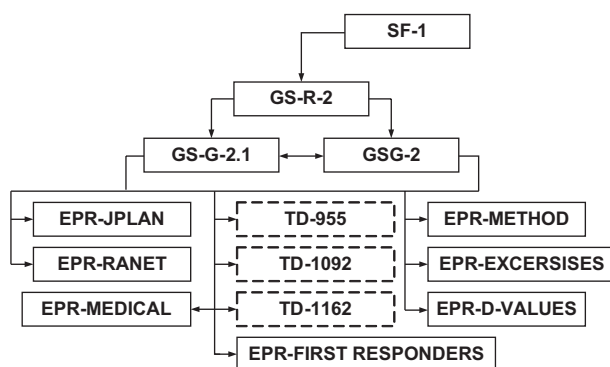 SF-1
GS-R-2
GS-G-2.1
GSG-2
EPR-JPLAN
TD-955
EPR-METHOD
EPR-RANET
TD-1092
EPR-EXCERSISES
EPR-MEDICAL
TD-1162
EPR-D-VALUES
EPR-FIRST RESPONDERS